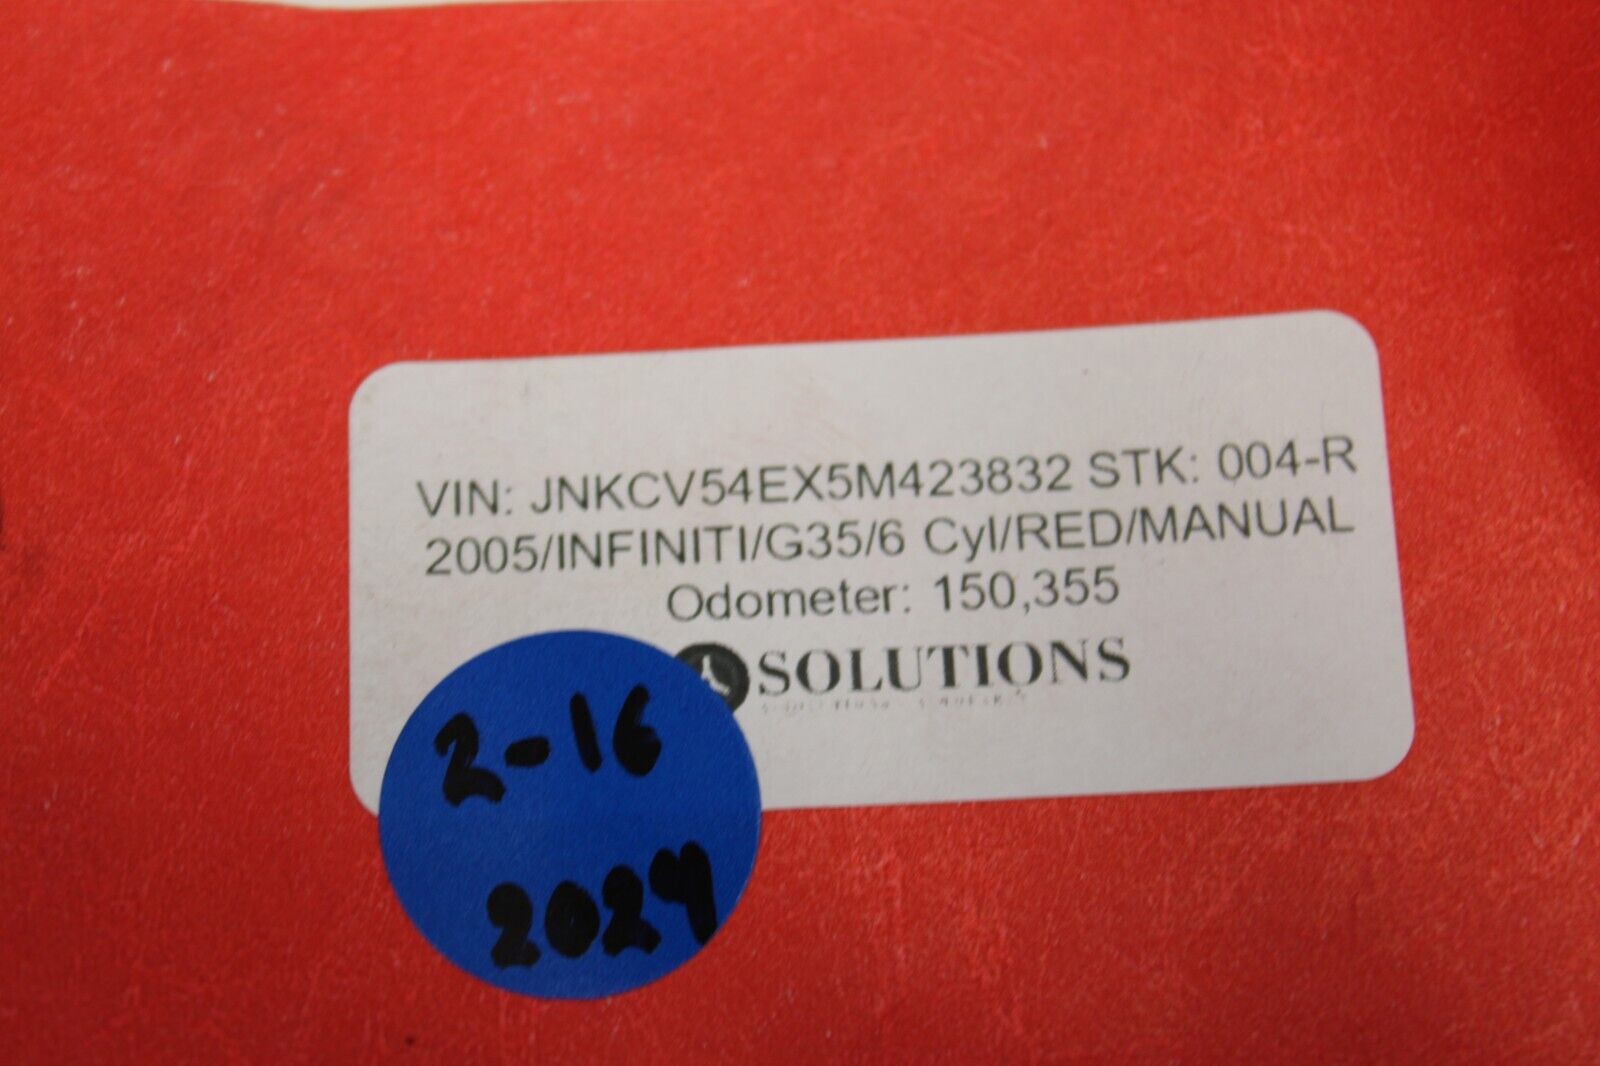 VIN: JNKCV54EX5M423832 STK: 004-R
2005/INFINITI/G35/6 Cyl/RED/MANUAL
Odometer: 150,355
SOLUTIONS
2-16
2024